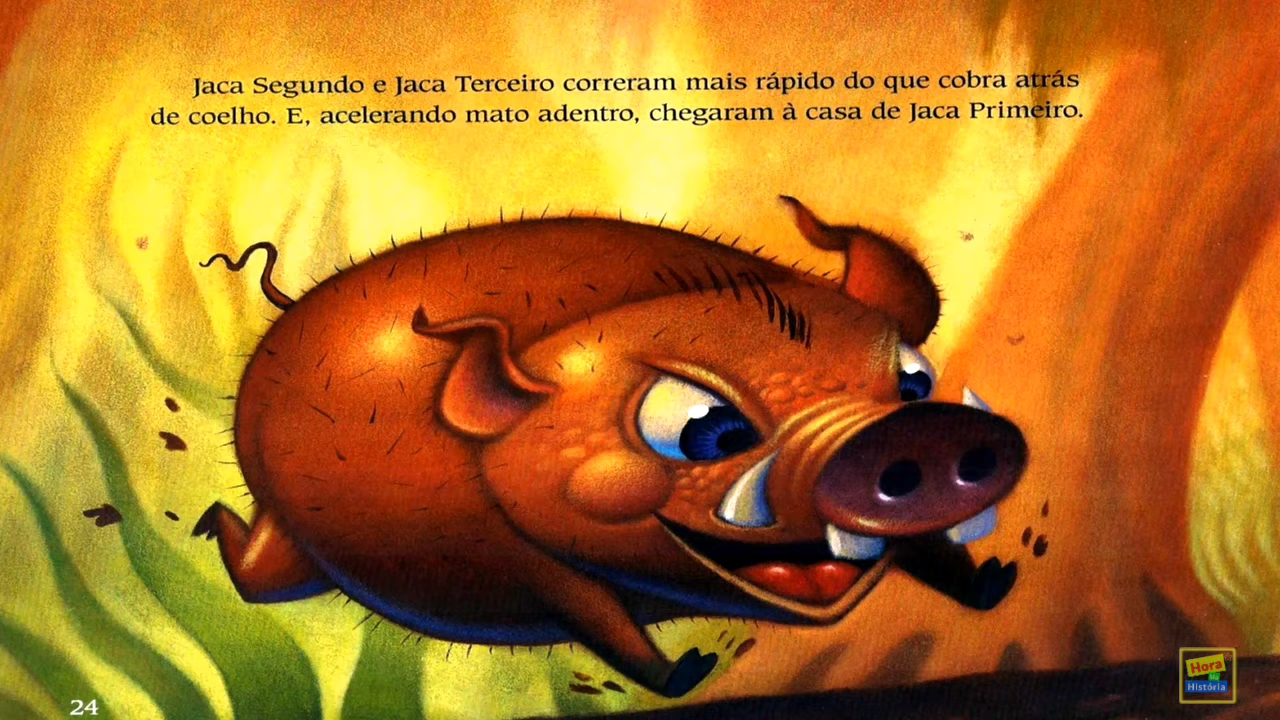 Jaca Segundo e Jaca Terceiro correram mais rápido do que cobra atrás
de coelho. E, acelerando mato adentro, chegaram à casa de Jaca Primeiro.
24
Hora
da
História